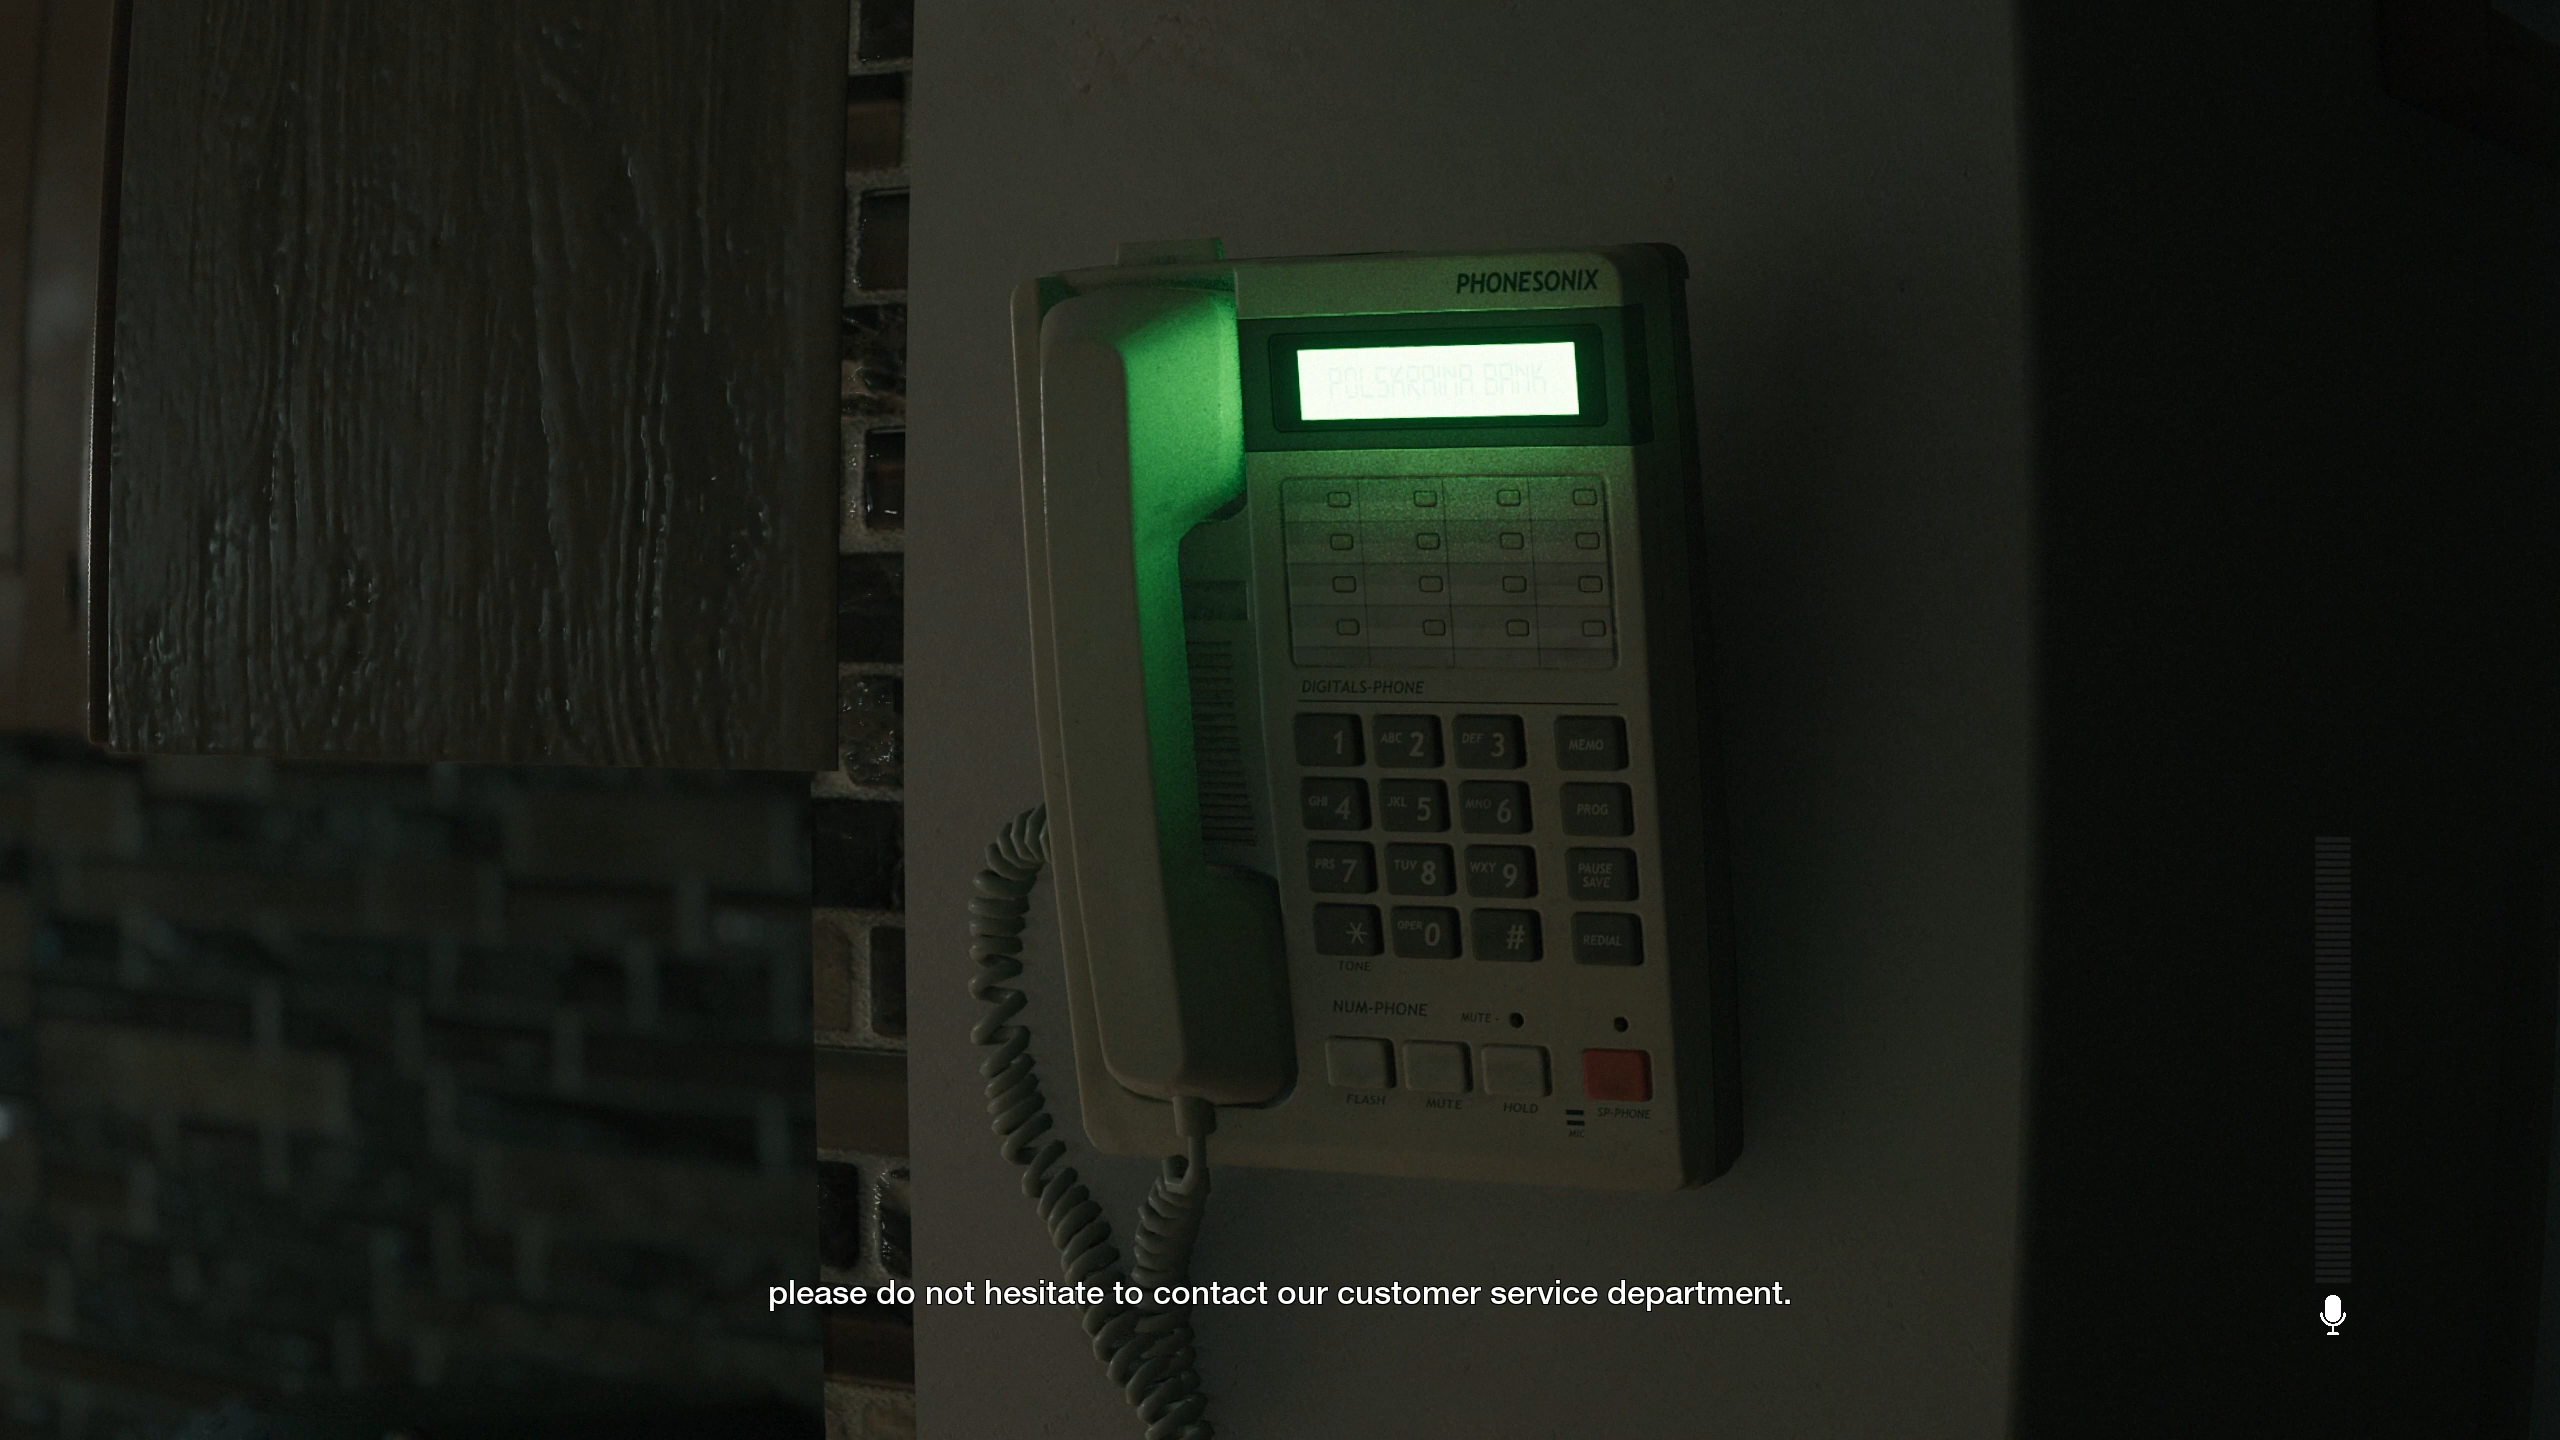 PHONESONIX
POLSKRAINA BANK
DIGITALS-PHONE
1 ABC 2 DEF 3 MEMO
GHI 4 JKL 5 MNO 6 PROG
PRS 7 TUV 8 WXY 9 PAUSE SAVE
* OPER 0 # REDIAL
TONE
NUM-PHONE MUTE -
FLASH MUTE HOLD SP-PHONE
MIC
please do not hesitate to contact our customer service department.